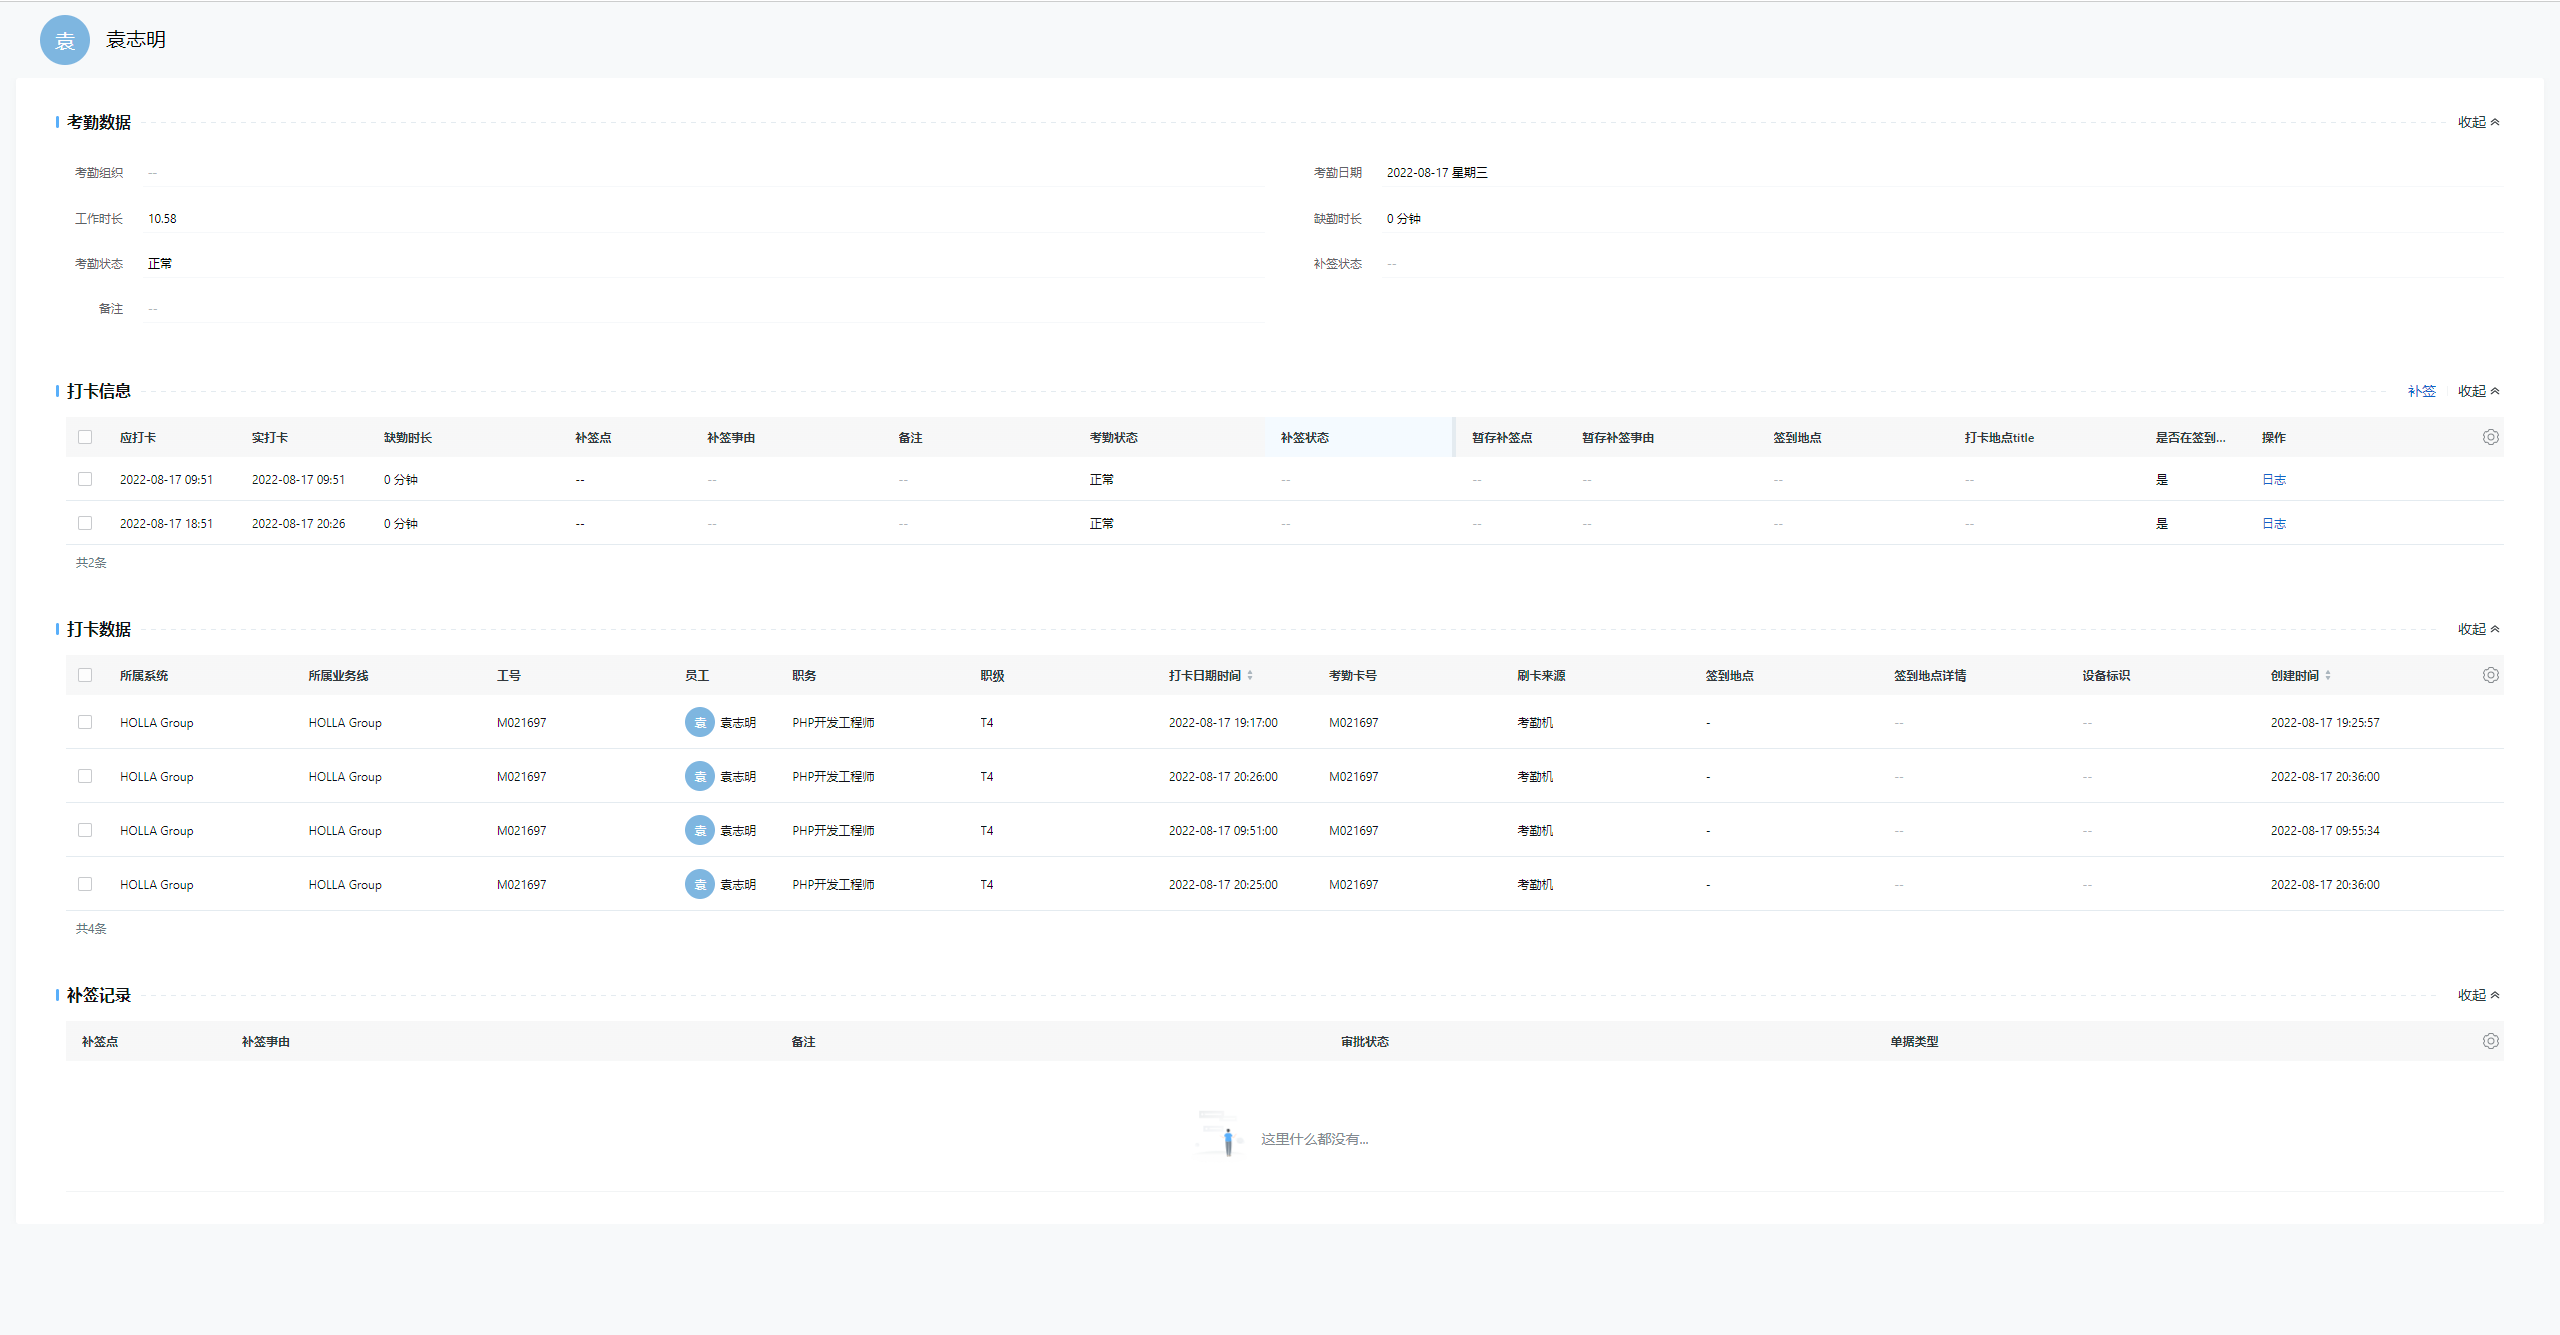 袁 袁志明
考勤数据 收起
考勤组织 -- 考勤日期 2022-08-17 星期三
工作时长 10.58 缺勤时长 0 分钟
考勤状态 正常 补签状态 --
备注 --
打卡信息 补签 收起
应打卡 实打卡 缺勤时长 补签点 补签事由 备注 考勤状态 补签状态 暂存补签点 暂存补签事由 签到地点 打卡地点title 是否在签到... 操作
2022-08-17 09:51 2022-08-17 09:51 0 分钟 -- -- -- 正常 -- -- -- -- -- 是 日志
2022-08-17 18:51 2022-08-17 20:26 0 分钟 -- -- -- 正常 -- -- -- -- -- 是 日志
共2条
打卡数据 收起
所属系统 所属业务线 工号 员工 职务 职级 打卡日期时间 考勤卡号 刷卡来源 签到地点 签到地点详情 设备标识 创建时间
HOLLA Group HOLLA Group M021697 袁 袁志明 PHP开发工程师 T4 2022-08-17 19:17:00 M021697 考勤机 - -- -- 2022-08-17 19:25:57
HOLLA Group HOLLA Group M021697 袁 袁志明 PHP开发工程师 T4 2022-08-17 20:26:00 M021697 考勤机 - -- -- 2022-08-17 20:36:00
HOLLA Group HOLLA Group M021697 袁 袁志明 PHP开发工程师 T4 2022-08-17 09:51:00 M021697 考勤机 - -- -- 2022-08-17 09:55:34
HOLLA Group HOLLA Group M021697 袁 袁志明 PHP开发工程师 T4 2022-08-17 20:25:00 M021697 考勤机 - -- -- 2022-08-17 20:36:00
共4条
补签记录 收起
补签点 补签事由 备注 审批状态 单据类型
这里什么都没有...